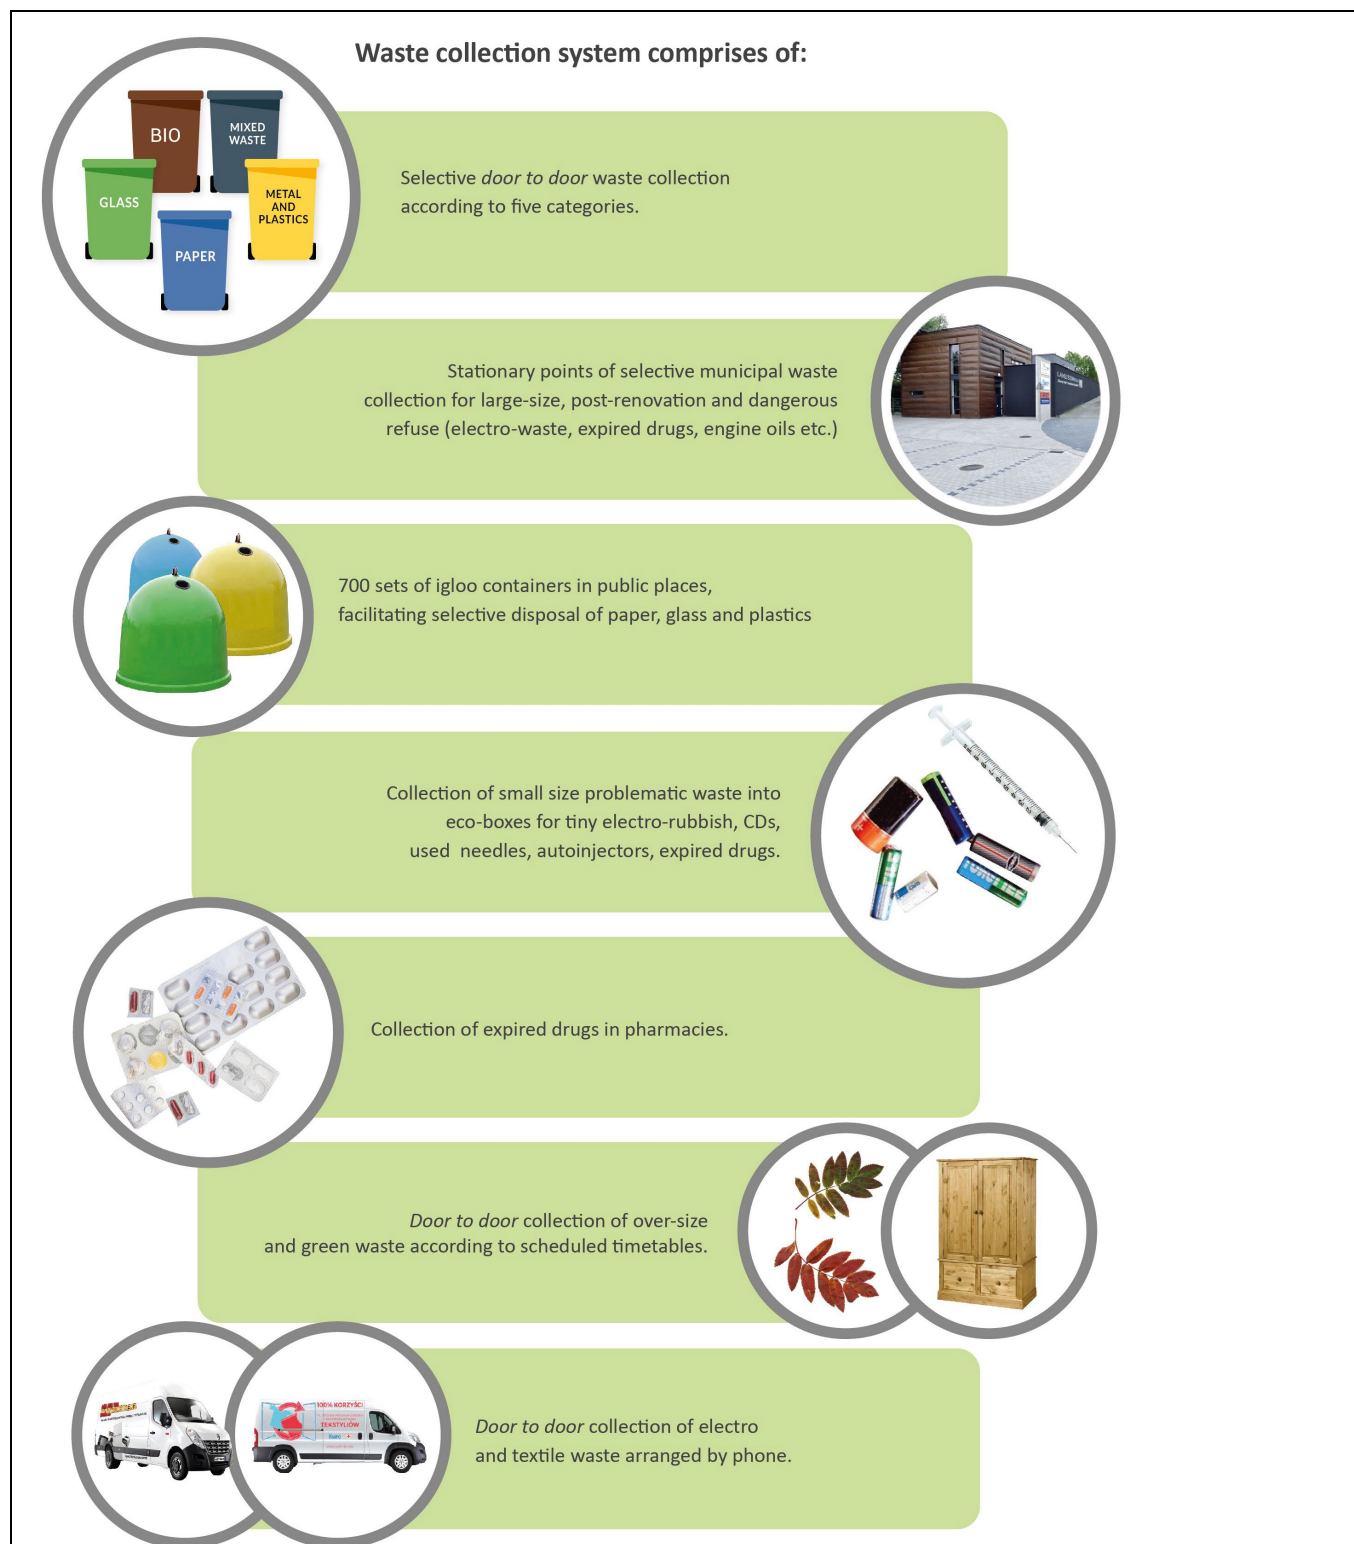 Waste collection system comprises of:
BIO
MIXED
WASTE
GLASS
METAL
AND
PLASTICS
PAPER
Selective door to door waste collection
according to five categories.
Stationary points of selective municipal waste
collection for large-size, post-renovation and dangerous
refuse (electro-waste, expired drugs, engine oils etc.)
700 sets of igloo containers in public places,
facilitating selective disposal of paper, glass and plastics
Collection of small size problematic waste into
eco-boxes for tiny electro-rubbish, CDs,
used  needles, autoinjectors, expired drugs.
Collection of expired drugs in pharmacies.
Door to door collection of over-size
and green waste according to scheduled timetables.
100% KORZYŚCI
TEKSTYLIÓW
Door to door collection of electro
and textile waste arranged by phone.